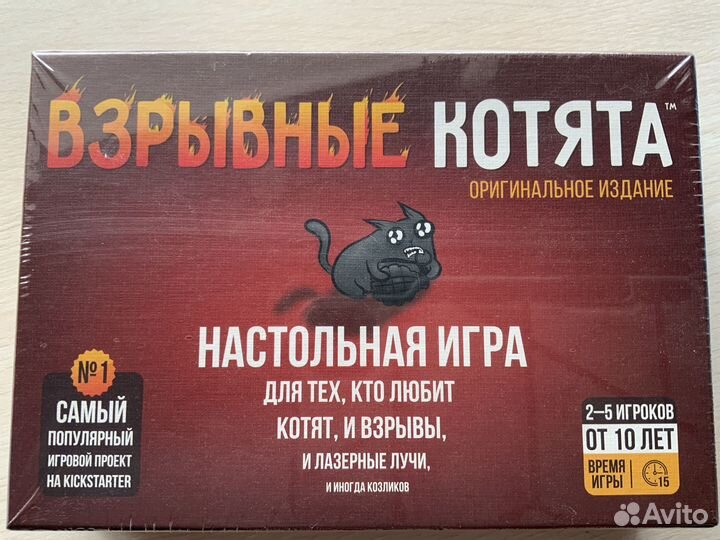 ВЗРЫВНЫЕ КОТЯТА™
ОРИГИНАЛЬНОЕ ИЗДАНИЕ
НАСТОЛЬНАЯ ИГРА
ДЛЯ ТЕХ, КТО ЛЮБИТ
КОТЯТ, И ВЗРЫВЫ,
И ЛАЗЕРНЫЕ ЛУЧИ,
И ИНОГДА КОЗЛИКОВ
№1
САМЫЙ
ПОПУЛЯРНЫЙ
ИГРОВОЙ ПРОЕКТ
НА KICKSTARTER
2–5 ИГРОКОВ
ОТ 10 ЛЕТ
ВРЕМЯ
ИГРЫ
15
Avito